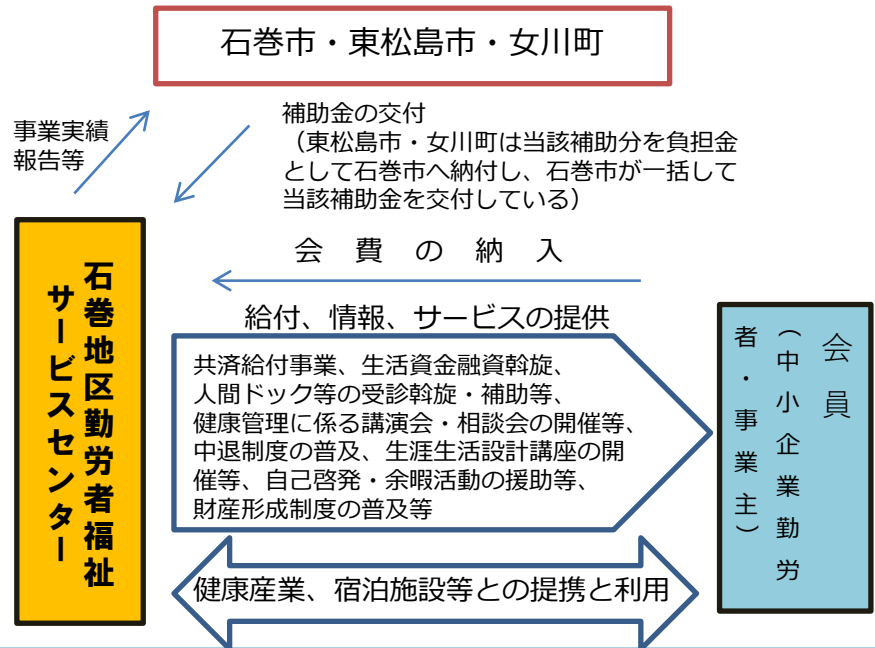 石巻市・東松島市・女川町
事業実績
報告等
補助金の交付
（東松島市・女川町は当該補助分を負担金
として石巻市へ納付し、石巻市が一括して
当該補助金を交付している）
会費の納入
給付、情報、サービスの提供
石巻地区勤労者福祉
サービスセンター
共済給付事業、生活資金融資斡旋、
人間ドック等の受診斡旋・補助等、
健康管理に係る講演会・相談会の開催等、
中退制度の普及、生涯生活設計講座の開
催等、自己啓発・余暇活動の援助等、
財産形成制度の普及等
会員
（中小企業勤労
者・事業主）
健康産業、宿泊施設等との提携と利用